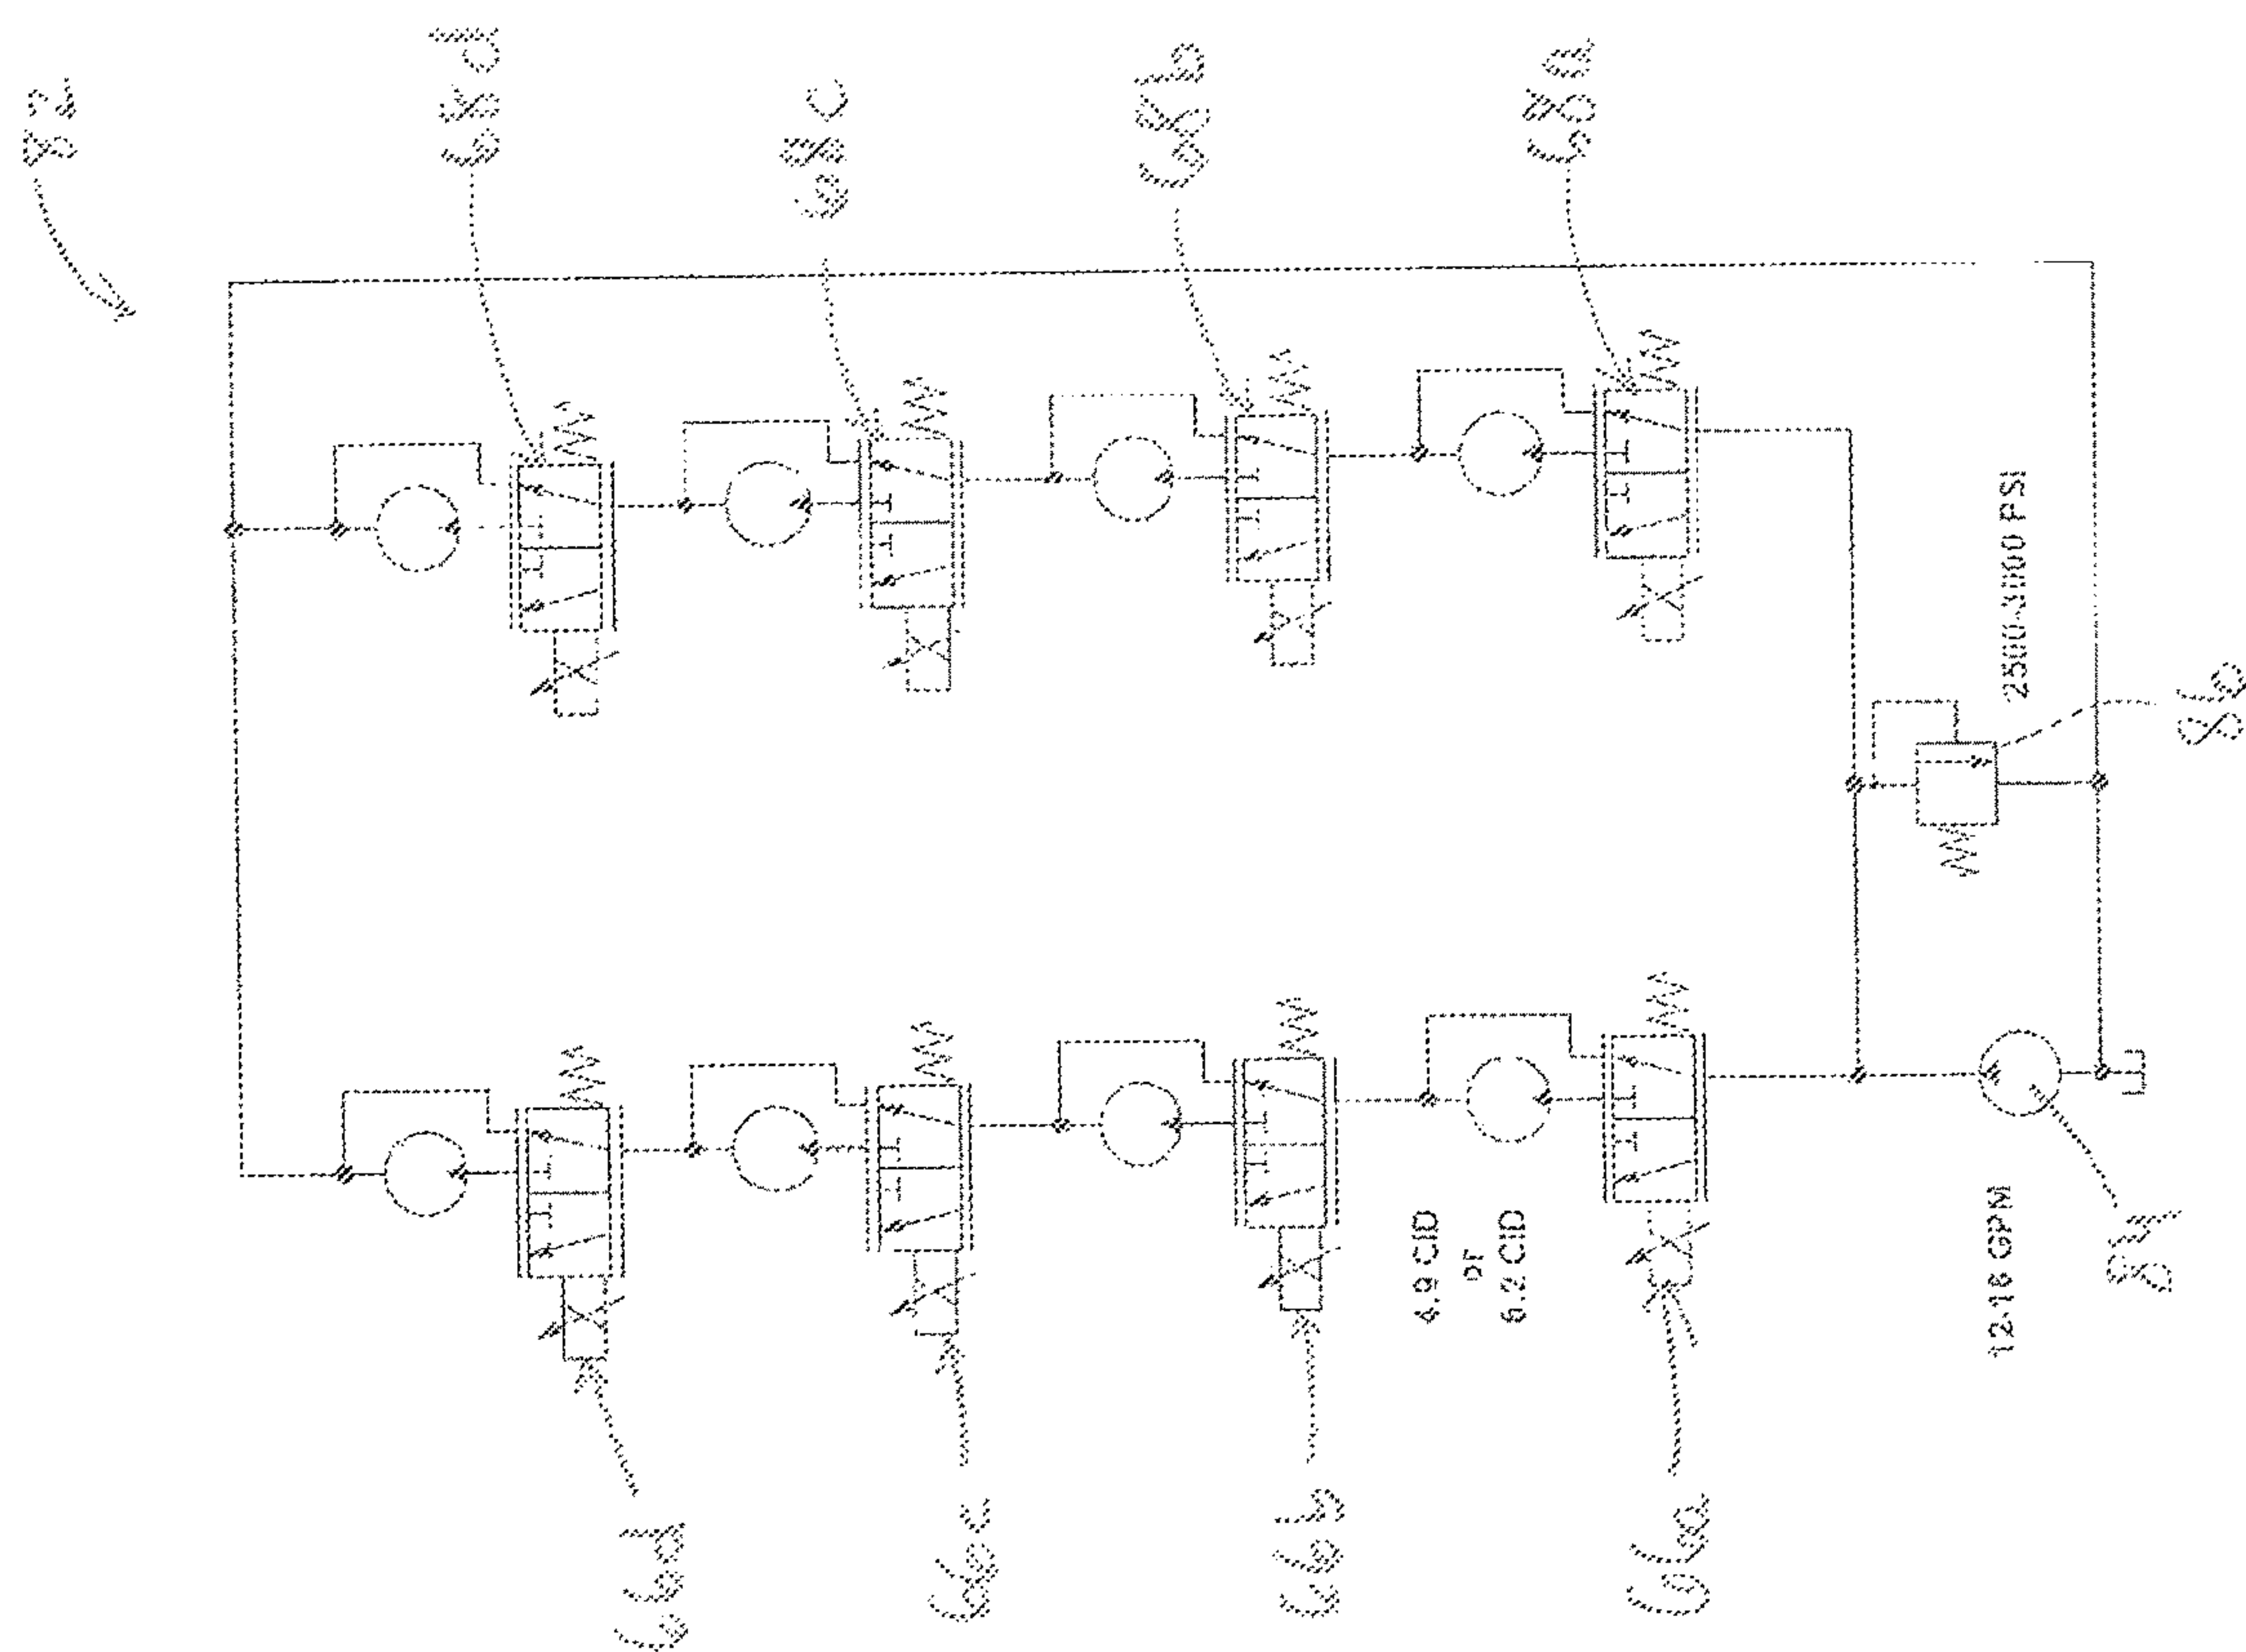 82
68d
68c
68b
68a
2500-3000 PSI
86
4.9 CID
or
6.2 CID
12-16 GPM
84
66d
66c
66b
66a